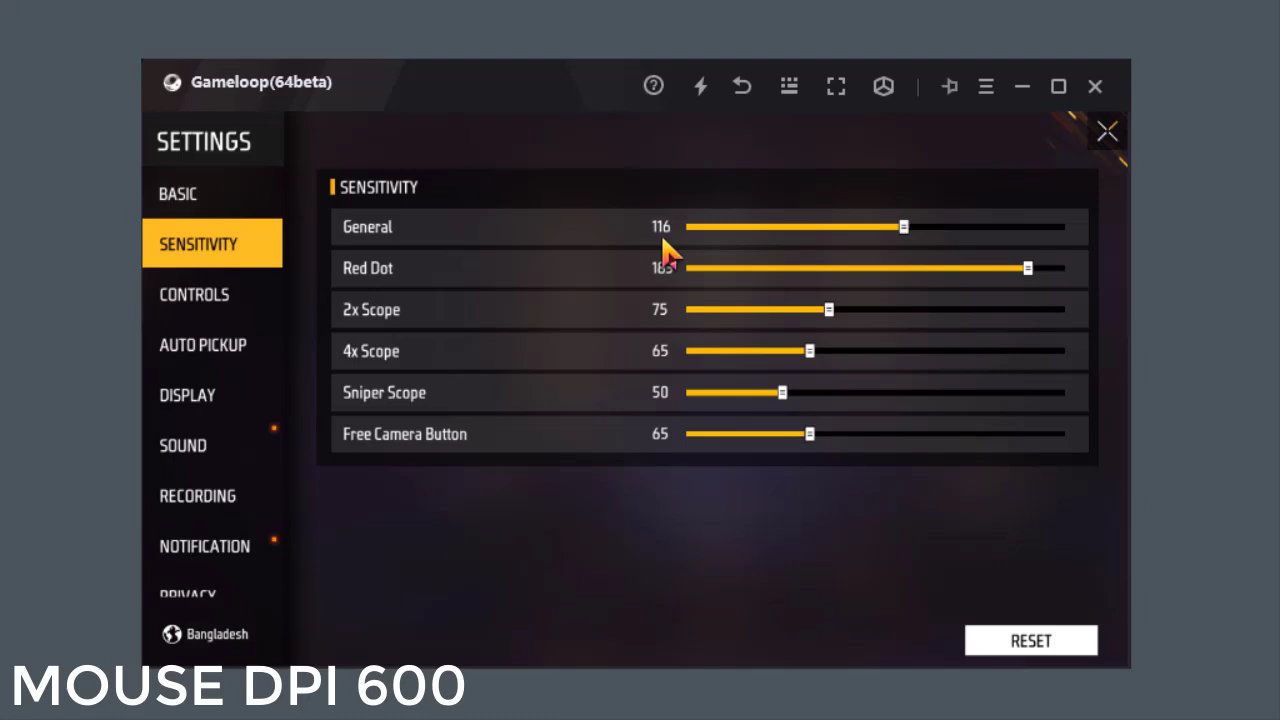 Gameloop(64beta)
SETTINGS
BASIC
SENSITIVITY
CONTROLS
AUTO PICKUP
DISPLAY
SOUND
RECORDING
NOTIFICATION
PRIVACY
Bangladesh
SENSITIVITY
General 116
Red Dot
2x Scope 75
4x Scope 65
Sniper Scope 50
Free Camera Button 65
RESET
MOUSE DPI 600